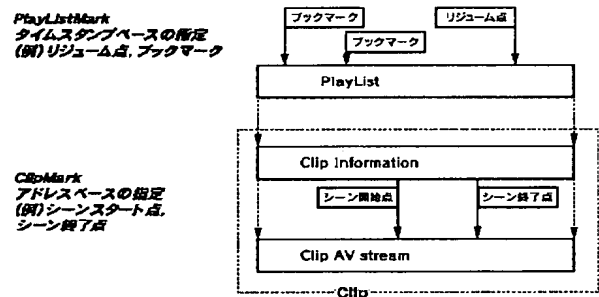 PlayListMark
タイムスタンプベースの指定
(例)リジューム点,ブックマーク
ブックマーク
リジューム点
ブックマーク
PlayList
Clip Information
ClipMark
アドレスベースの指定
(例)シーンスタート点,
シーン終了点
シーン開始点
シーン終了点
Clip AV stream
Clip